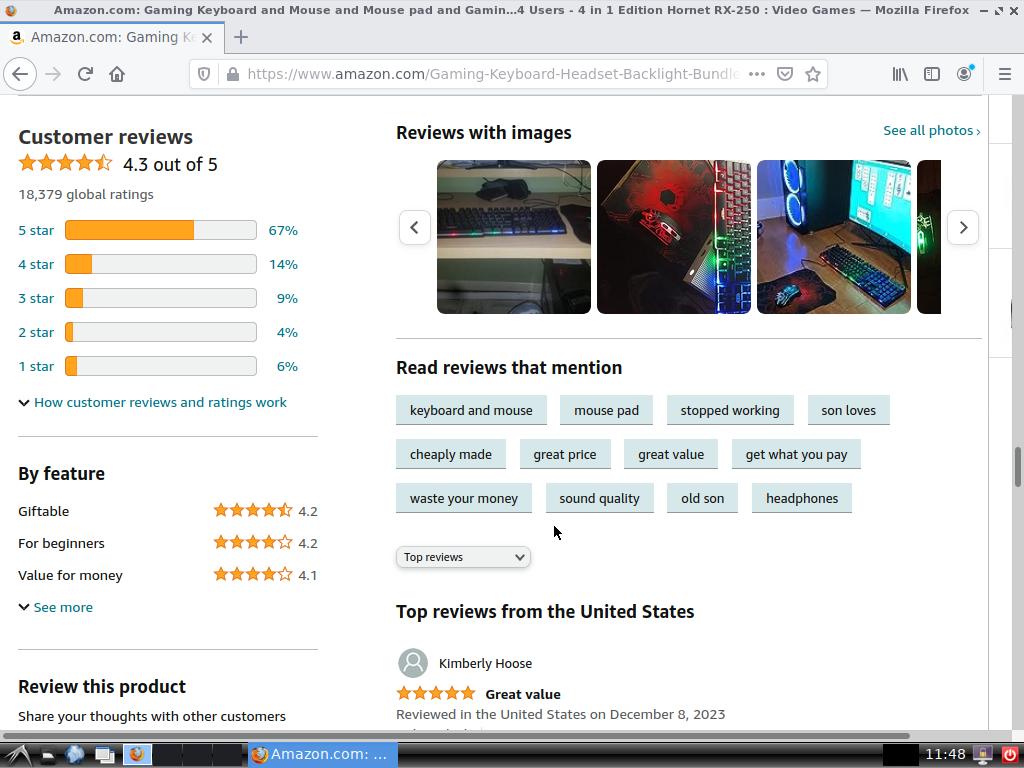 Amazon.com: Gaming Keyboard and Mouse and Mouse pad and Gamin…4 Users - 4 in 1 Edition Hornet RX-250 : Video Games — Mozilla Firefox
Amazon.com: Gaming Ke
https://www.amazon.com/Gaming-Keyboard-Headset-Backlight-Bundle
Customer reviews
4.3 out of 5
18,379 global ratings
5 star 67%
4 star 14%
3 star 9%
2 star 4%
1 star 6%
How customer reviews and ratings work
By feature
Giftable 4.2
For beginners 4.2
Value for money 4.1
See more
Review this product
Share your thoughts with other customers
Reviews with images
See all photos ›
Read reviews that mention
keyboard and mouse mouse pad stopped working son loves
cheaply made great price great value get what you pay
waste your money sound quality old son headphones
Top reviews
Top reviews from the United States
Kimberly Hoose
Great value
Reviewed in the United States on December 8, 2023
Amazon.com: ...
11:48